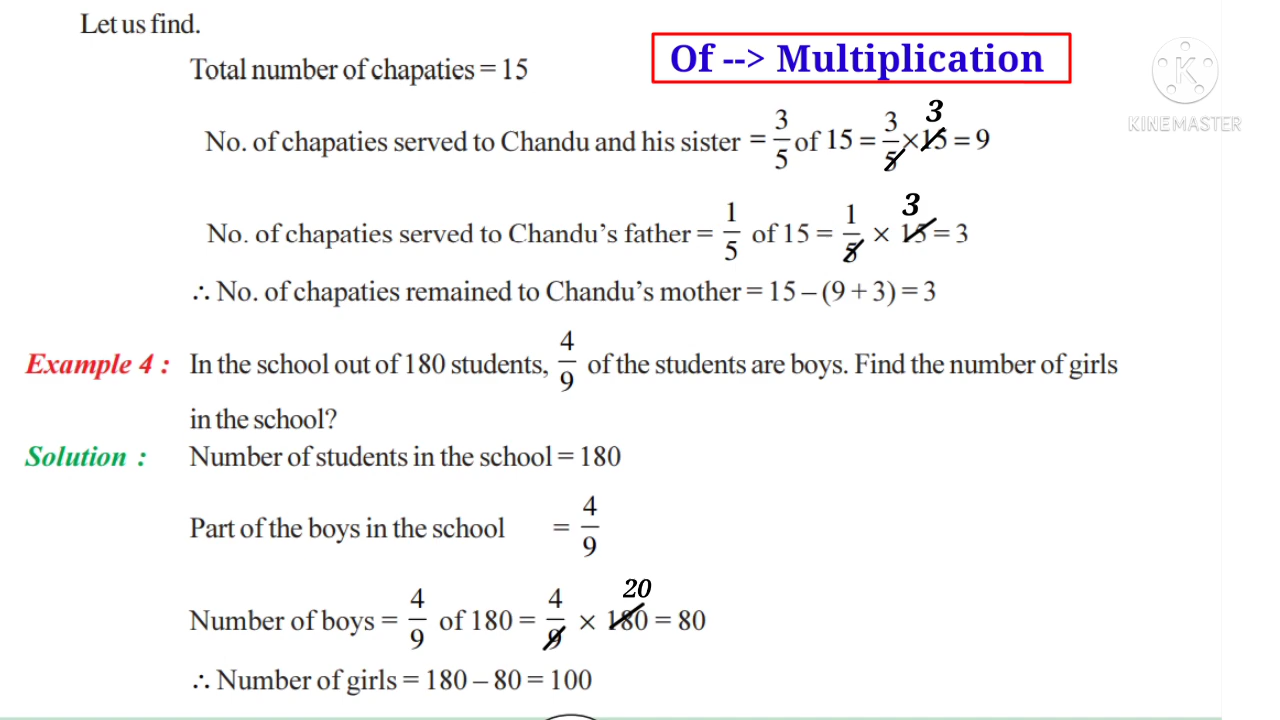 Let us find.
Of --> Multiplication
KINEMASTER
Total number of chapaties = 15
No. of chapaties served to Chandu and his sister = 3/5 of 15 = 3/5 × 15 3 = 9
No. of chapaties served to Chandu's father = 1/5 of 15 = 1/5 × 15 3 = 3
∴ No. of chapaties remained to Chandu's mother = 15 – (9 + 3) = 3
Example 4 : In the school out of 180 students, 4/9 of the students are boys. Find the number of girls
in the school?
Solution : Number of students in the school = 180
Part of the boys in the school = 4/9
Number of boys = 4/9 of 180 = 4/9 × 180 20 = 80
∴ Number of girls = 180 – 80 = 100